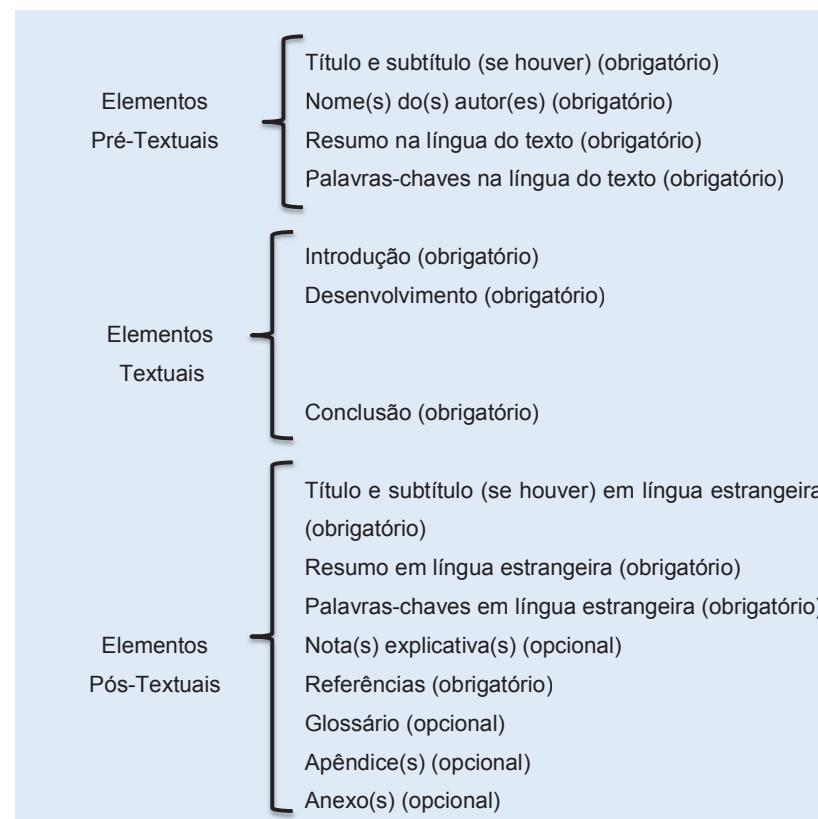 Elementos
Pré-Textuais
Título e subtítulo (se houver) (obrigatório)
Nome(s) do(s) autor(es) (obrigatório)
Resumo na língua do texto (obrigatório)
Palavras-chaves na língua do texto (obrigatório)
Elementos
Textuais
Introdução (obrigatório)
Desenvolvimento (obrigatório)
Conclusão (obrigatório)
Elementos
Pós-Textuais
Título e subtítulo (se houver) em língua estrangeira
(obrigatório)
Resumo em língua estrangeira (obrigatório)
Palavras-chaves em língua estrangeira (obrigatório)
Nota(s) explicativa(s) (opcional)
Referências (obrigatório)
Glossário (opcional)
Apêndice(s) (opcional)
Anexo(s) (opcional)